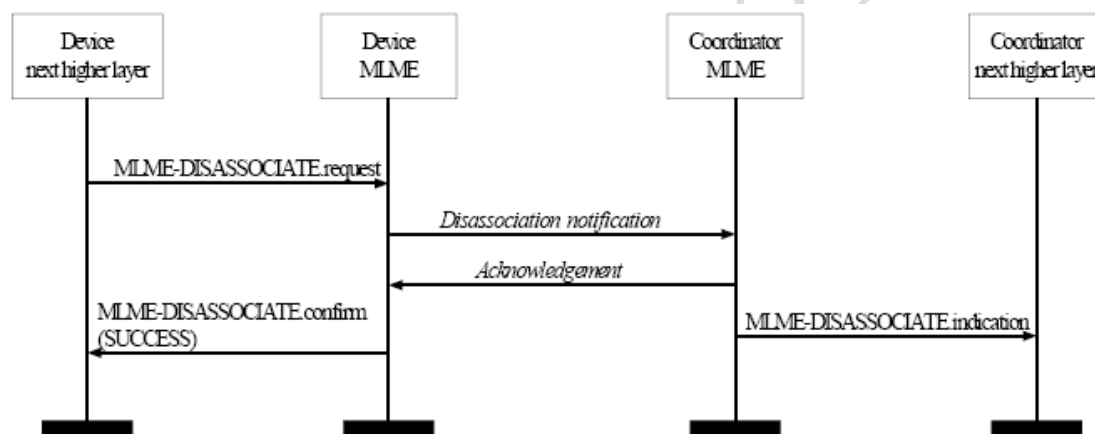 Device
next higher layer
Device
MLME
Coordinator
MLME
Coordinator
next higher layer
MLME-DISASSOCIATE.request
Disassociation notification
Acknowledgement
MLME-DISASSOCIATE.confirm
(SUCCESS)
MLME-DISASSOCIATE.indication